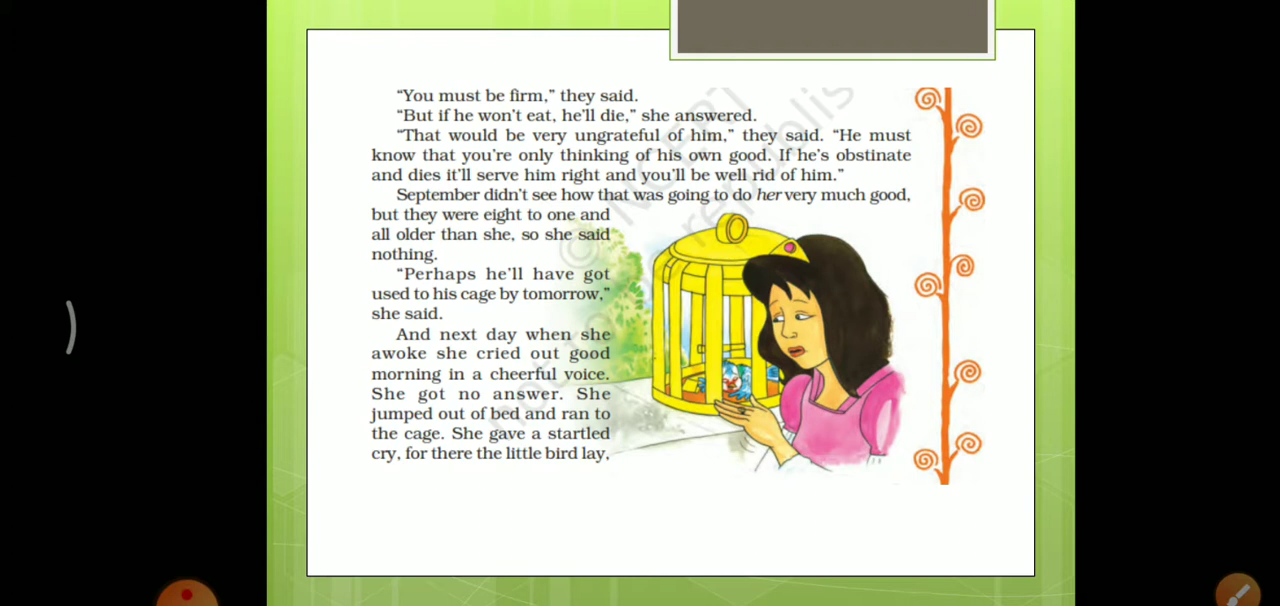 “You must be firm,” they said.
“But if he won’t eat, he’ll die,” she answered.
“That would be very ungrateful of him,” they said. “He must
know that you’re only thinking of his own good. If he’s obstinate
and dies it’ll serve him right and you’ll be well rid of him.”
September didn’t see how that was going to do her very much good,
but they were eight to one and
all older than she, so she said
nothing.
“Perhaps he’ll have got
used to his cage by tomorrow,”
she said.
And next day when she
awoke she cried out good
morning in a cheerful voice.
She got no answer. She
jumped out of bed and ran to
the cage. She gave a startled
cry, for there the little bird lay,
© NCERT
not to be republis